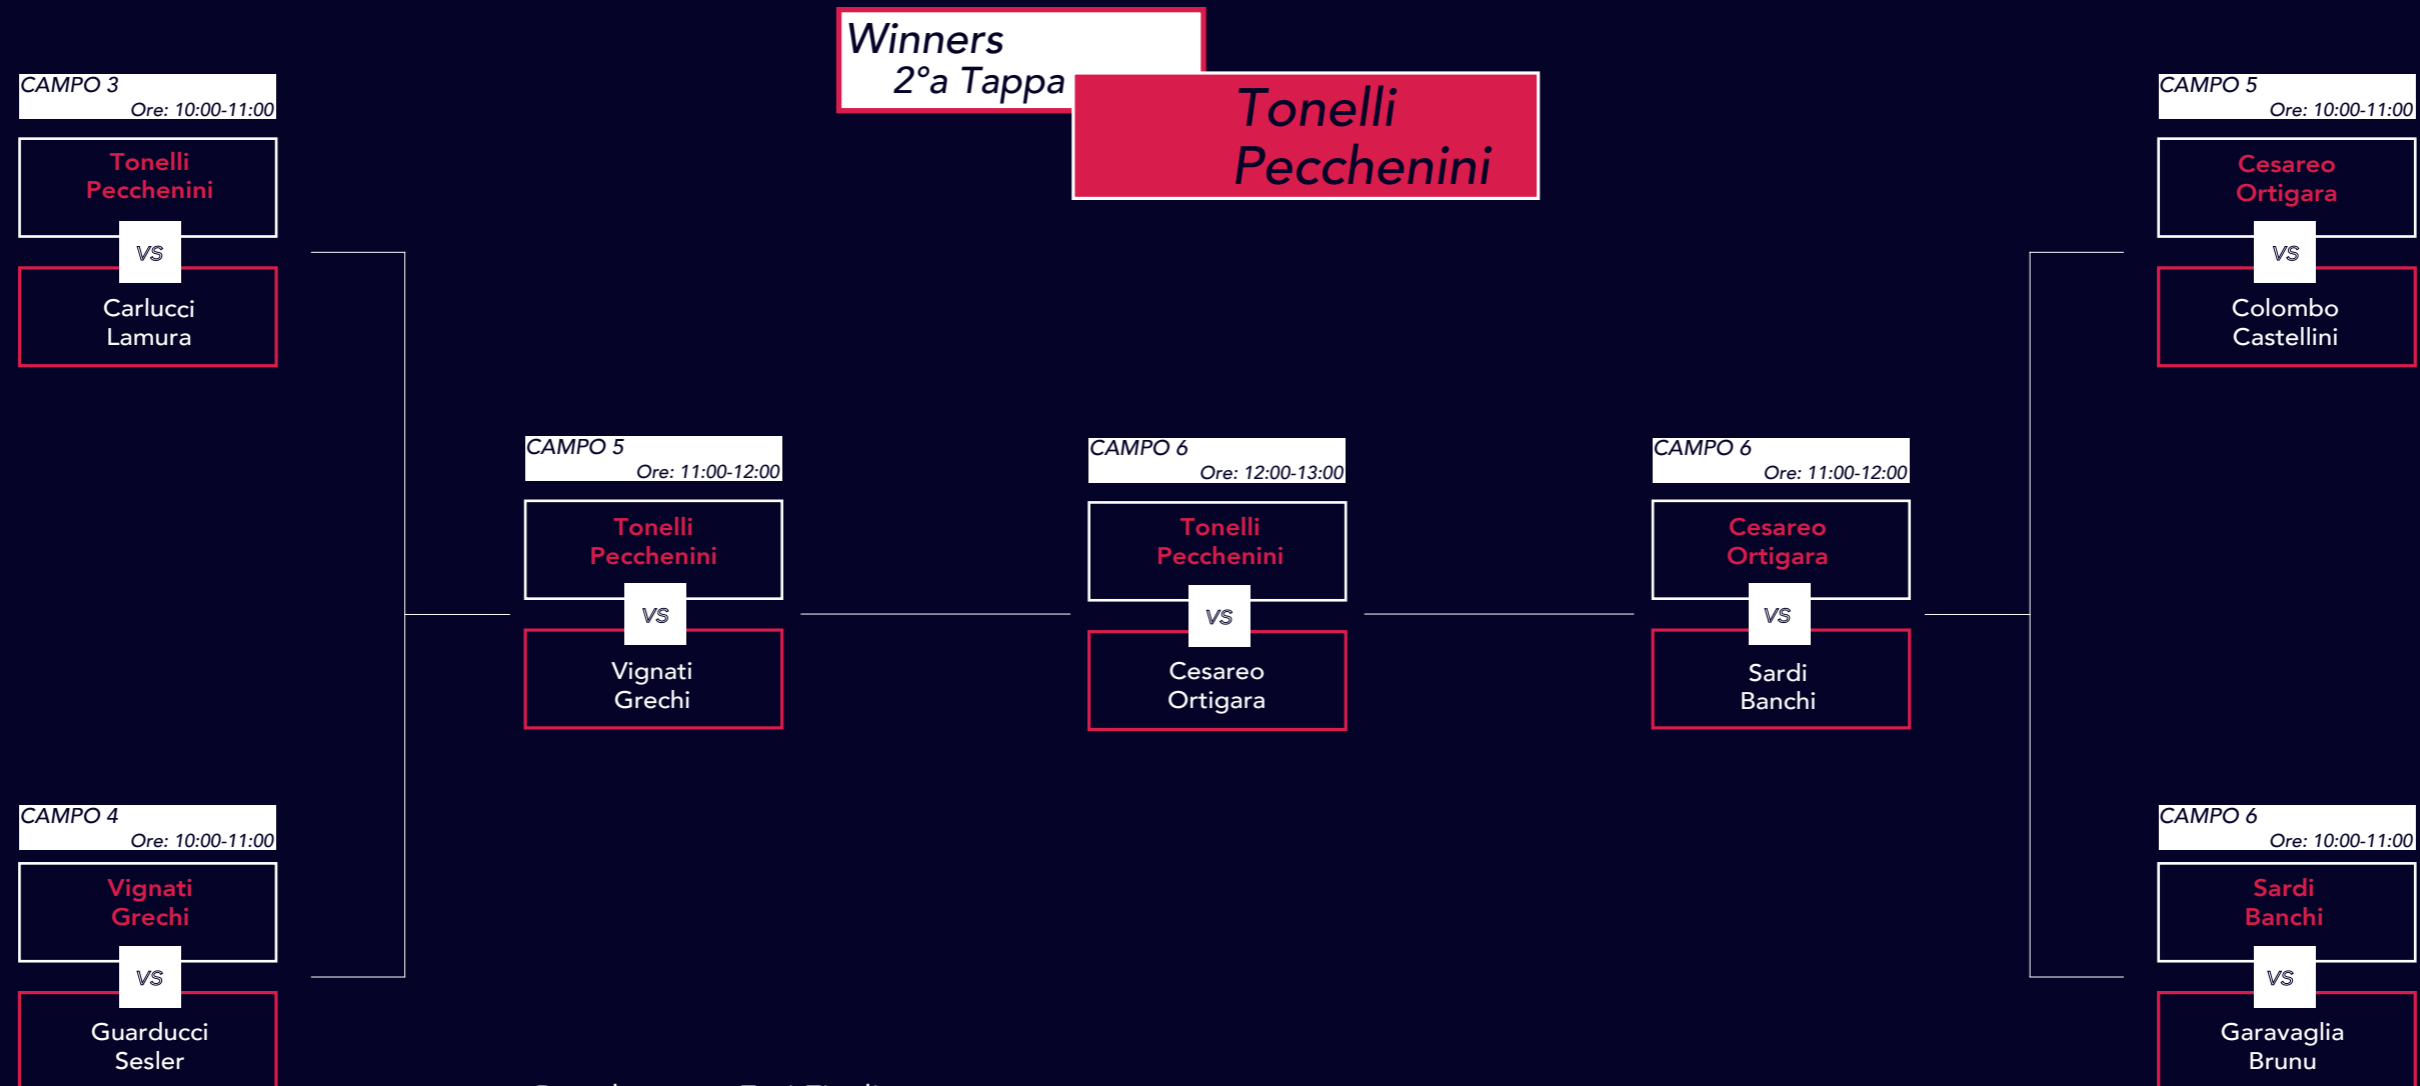 Winners
2°a Tappa
Tonelli
Pecchenini
CAMPO 3
Ore: 10:00-11:00
Tonelli
Pecchenini
VS
Carlucci
Lamura
CAMPO 4
Ore: 10:00-11:00
Vignati
Grechi
VS
Guarducci
Sesler
CAMPO 5
Ore: 11:00-12:00
Tonelli
Pecchenini
VS
Vignati
Grechi
CAMPO 6
Ore: 12:00-13:00
Tonelli
Pecchenini
VS
Cesareo
Ortigara
CAMPO 6
Ore: 11:00-12:00
Cesareo
Ortigara
VS
Sardi
Banchi
CAMPO 5
Ore: 10:00-11:00
Cesareo
Ortigara
VS
Colombo
Castellini
CAMPO 6
Ore: 10:00-11:00
Sardi
Banchi
VS
Garavaglia
Brunu